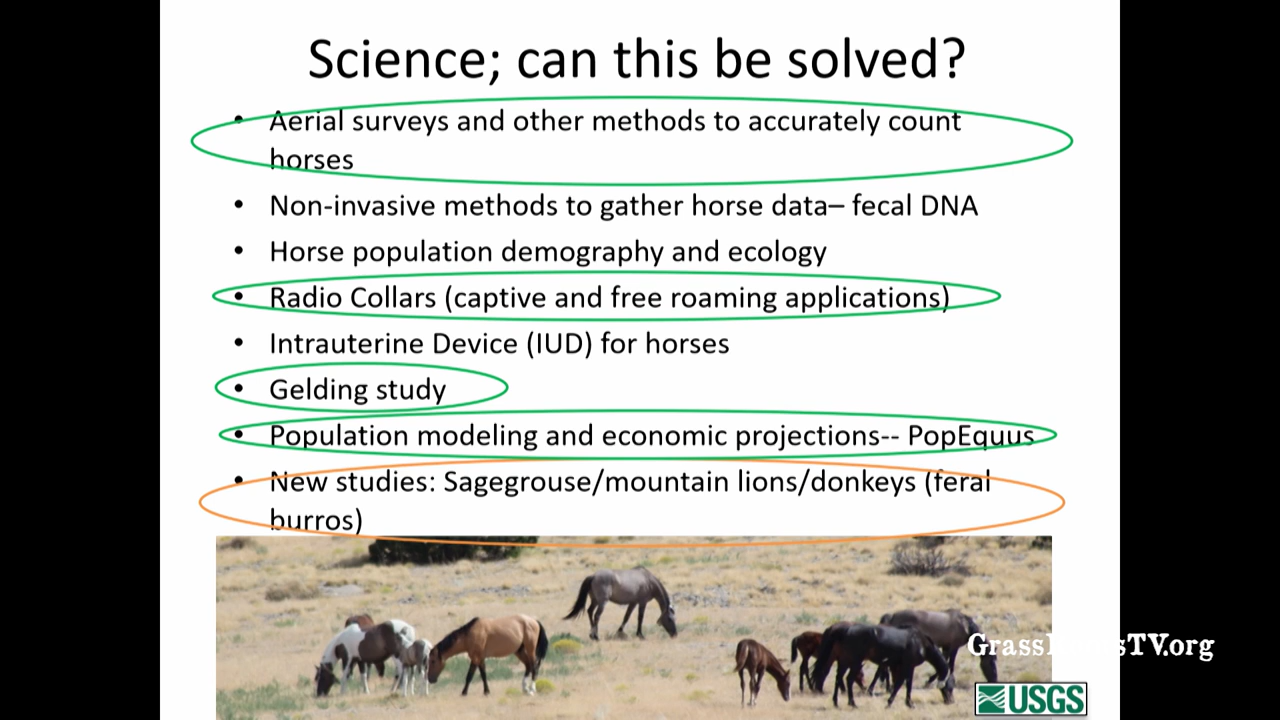 Science; can this be solved?
• Aerial surveys and other methods to accurately count
horses
• Non-invasive methods to gather horse data– fecal DNA
• Horse population demography and ecology
• Radio Collars (captive and free roaming applications)
• Intrauterine Device (IUD) for horses
• Gelding study
• Population modeling and economic projections-- PopEquus
• New studies: Sagegrouse/mountain lions/donkeys (feral
burros)
USGS